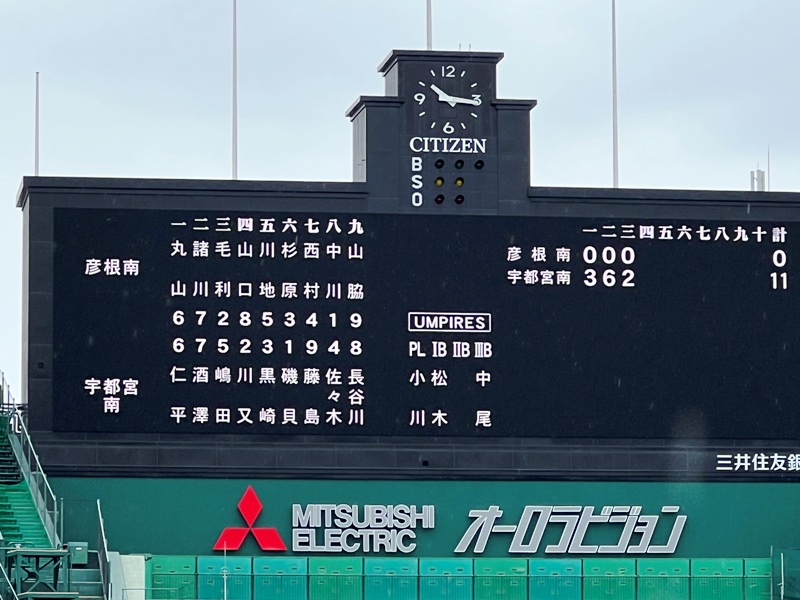 12
9 3
6
CITIZEN
B
S
O
一二三四五六七八九
彦根南
丸諸毛山川杉西中山
山川利口地原村川脇
672853419
675231948
宇都宮南
仁酒嶋川黒磯藤佐々長谷
平澤田又崎貝島木川
UMPIRES
PL IB IIB IIIB
小松 中
川木 尾
一二三四五六七八九十計
彦根南 000 0
宇都宮南 362 11
三井住友銀
MITSUBISHI
ELECTRIC
オーロラビジョン